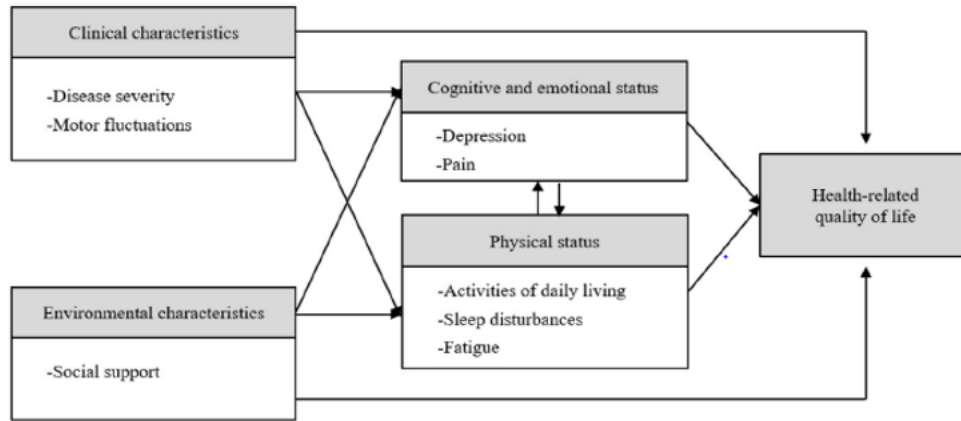 Clinical characteristics
-Disease severity
-Motor fluctuations
Cognitive and emotional status
-Depression
-Pain
Health-related
quality of life
Physical status
-Activities of daily living
-Sleep disturbances
-Fatigue
Environmental characteristics
-Social support